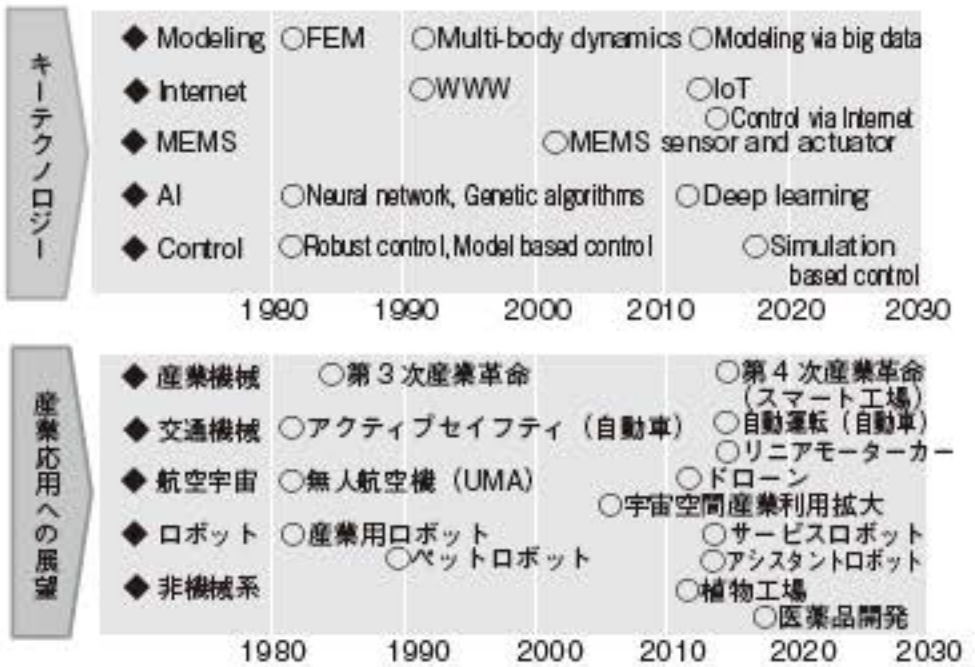 キーテクノロジー
◆ Modeling ○FEM ○Multi-body dynamics ○Modeling via big data
◆ Internet ○WWW ○IoT
○Control via Internet
◆ MEMS ○MEMS sensor and actuator
◆ AI ○Neural network, Genetic algorithms ○Deep learning
◆ Control ○Robust control, Model based control ○Simulation
based control
1980 1990 2000 2010 2020 2030
産業応用への展望
◆ 産業機械 ○第3次産業革命 ○第4次産業革命
(スマート工場)
◆ 交通機械 ○アクティブセイフティ(自動車) ○自動運転(自動車)
○リニアモーターカー
◆ 航空宇宙 ○無人航空機(UMA) ○ドローン
○宇宙空間産業利用拡大
◆ ロボット ○産業用ロボット ○サービスロボット
○ペットロボット ○アシスタントロボット
◆ 非機械系 ○植物工場
○医薬品開発
1980 1990 2000 2010 2020 2030